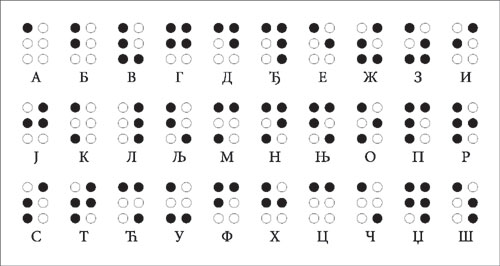 А Б В Г Д Ђ Е Ж З И
Ј К Л Љ М Н Њ О П Р
С Т Ћ У Ф Х Ц Ч Џ Ш